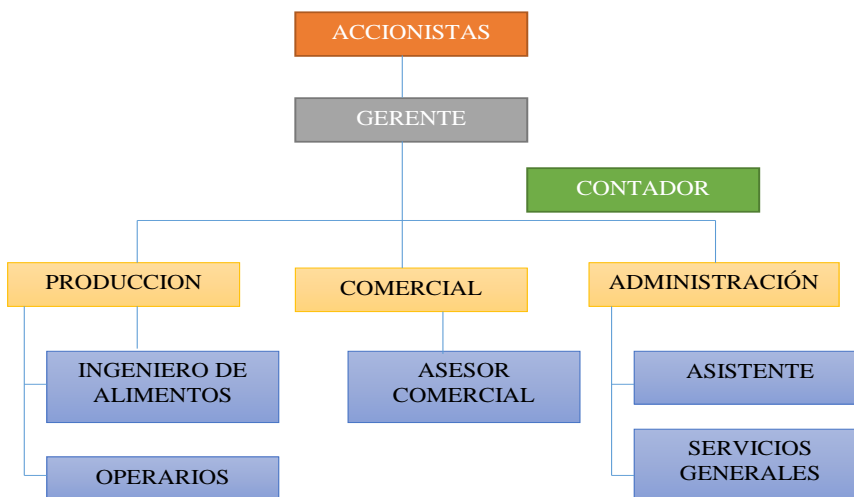 ACCIONISTAS
GERENTE
CONTADOR
PRODUCCION
COMERCIAL
ADMINISTRACIÓN
INGENIERO DE
ALIMENTOS
ASESOR
COMERCIAL
ASISTENTE
OPERARIOS
SERVICIOS
GENERALES